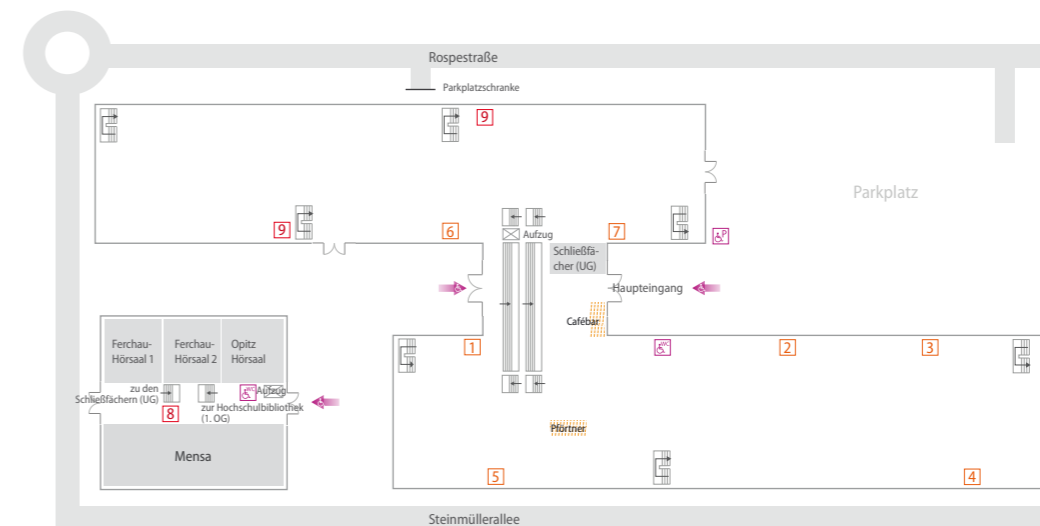 Rospestraße
Parkplatzschranke
9
Parkplatz
9
6
7
P
Aufzug
Schließfä-
cher (UG)
Haupteingang
Cafébar
1
WC
2
3
Ferchau-
Hörsaal 1
Ferchau-
Hörsaal 2
Opitz
Hörsaal
zu den
Schließfächern (UG)
WC
Aufzug
8
zur Hochschulbibliothek
(1. OG)
Mensa
Pförtner
5
4
Steinmüllerallee